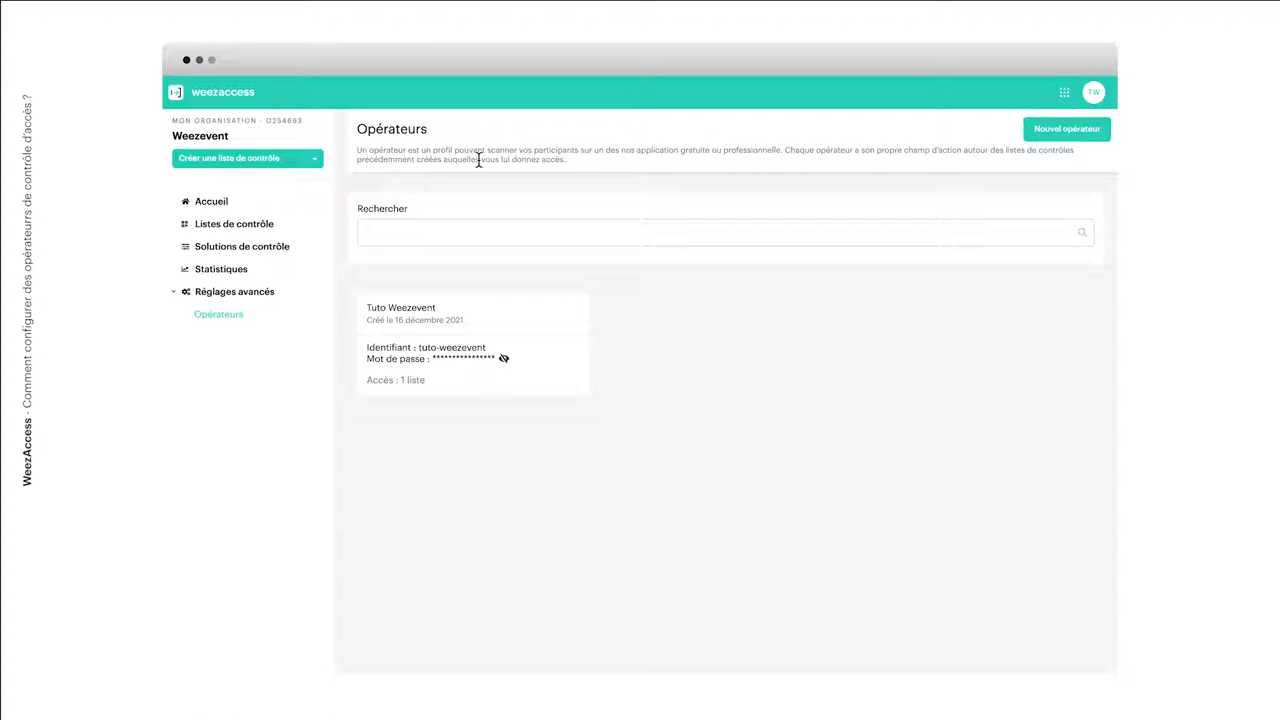 WeezAccess - Comment configurer des opérateurrs de contrôle d'accès ?
weezaccess
TW
MON ORGANISATION - O254693
Weezevent
Créer une liste de contrôle
Accueil
Listes de contrôle
Solutions de contrôle
Statistiques
Réglages avancés
Opérateurs
Opérateurs
Nouvel opérateur
Un opérateur est un profil pouvant scanner vos participants sur un des nos application gratuite ou professionnelle. Chaque opérateur a son propre champ d'action autour des listes de contrôles
précédemment créées auquelles vous lui donnez accès.
Rechercher
Tuto Weezevent
Créé le 16 décembre 2021
Identifiant : tuto-weezevent
Mot de passe : ***************
Accès : 1 liste